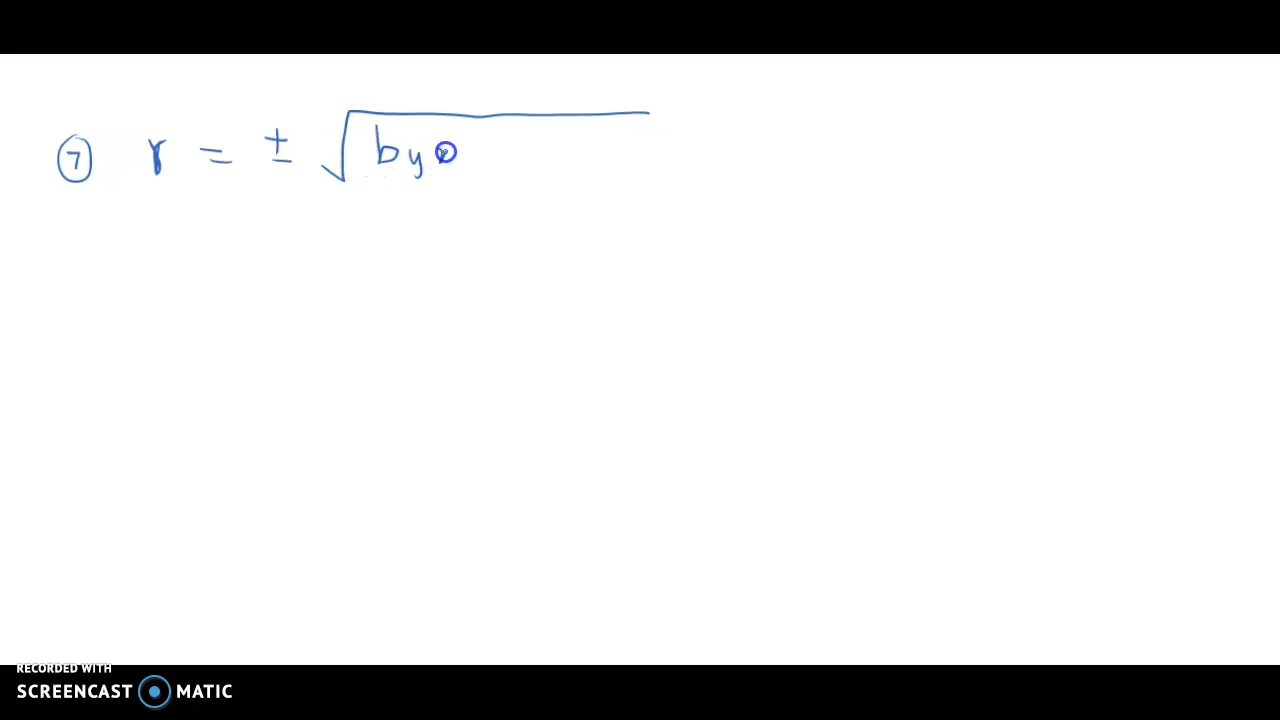 ⑦ r = ± √by
RECORDED WITH
SCREENCAST MATIC